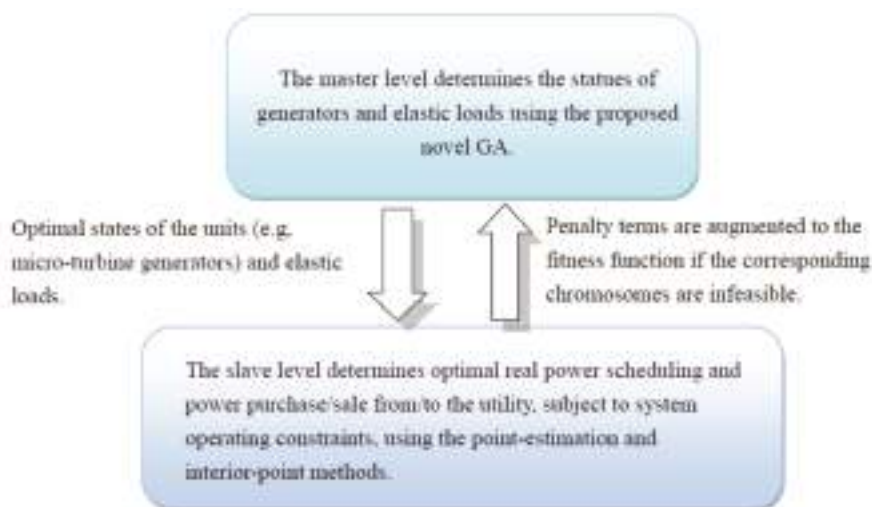 The master level determines the statues of
generators and elastic loads using the proposed
novel GA.
Optimal states of the units (e.g.
micro-turbine generators) and elastic
loads.
Penalty terms are augmented to the
fitness function if the corresponding
chromosomes are infeasible.
The slave level determines optimal real power scheduling and
power purchase/sale from/to the utility, subject to system
operating constraints, using the point-estimation and
interior-point methods.